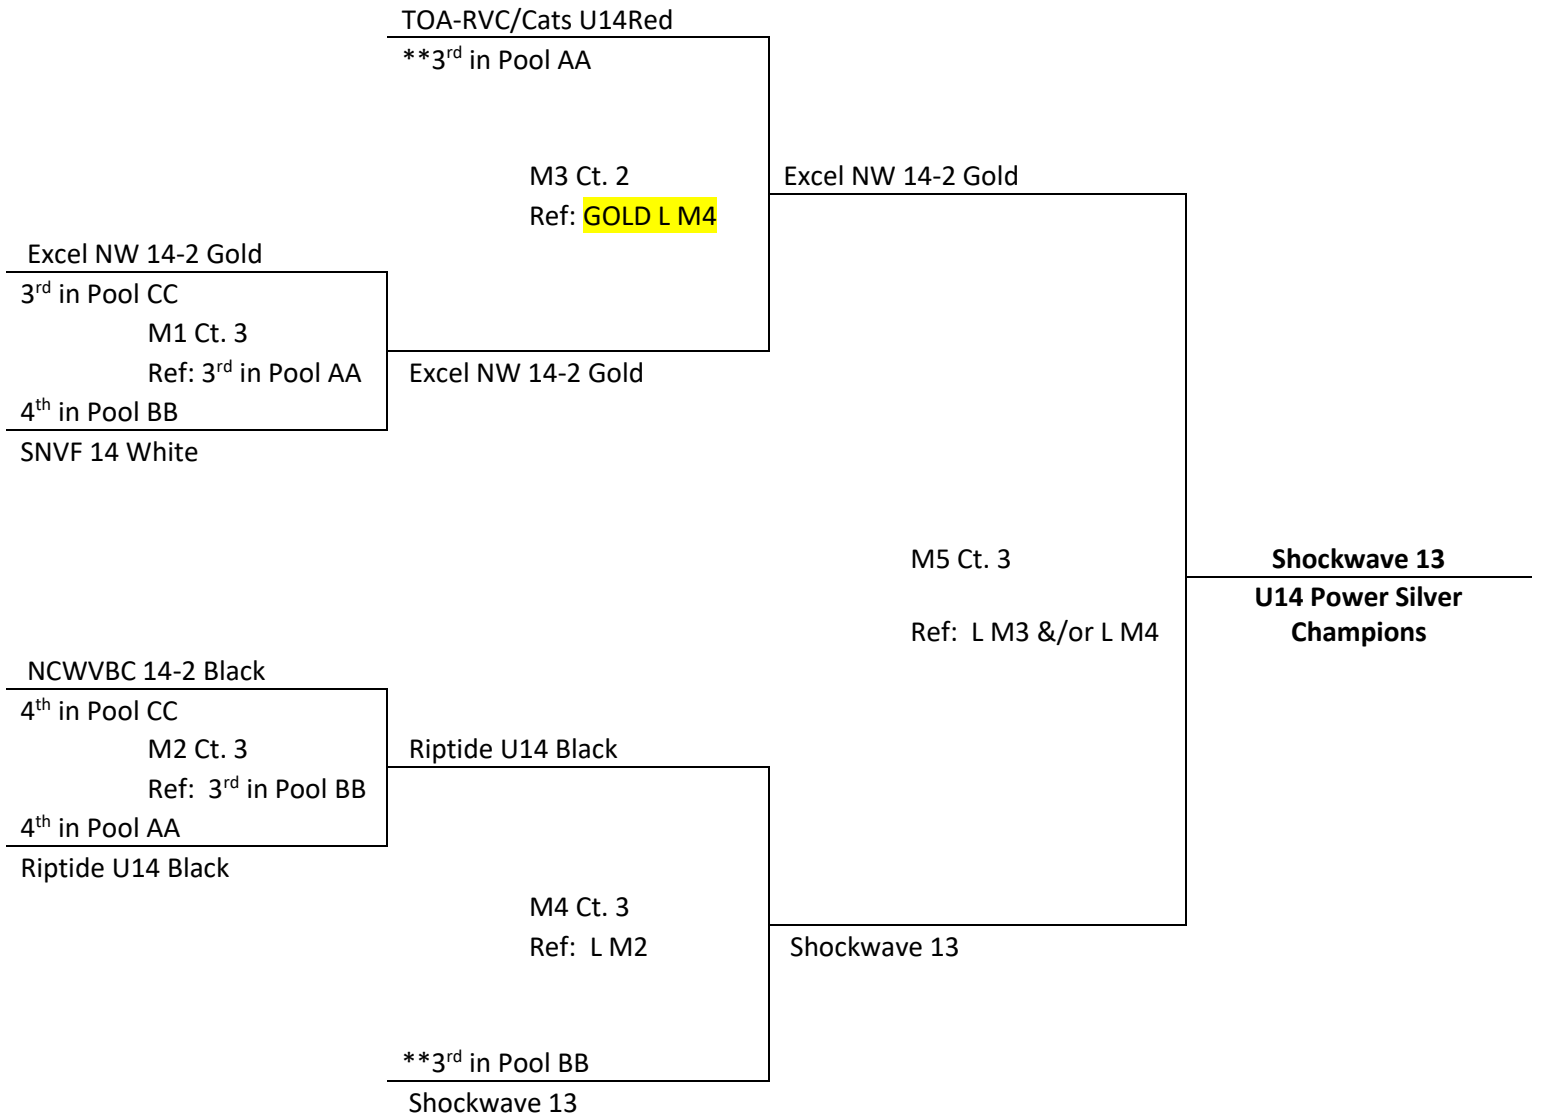 TOA-RVC/Cats U14Red
**3rd in Pool AA
M3 Ct. 2
Ref: GOLD L M4
Excel NW 14-2 Gold
Excel NW 14-2 Gold
3rd in Pool CC
M1 Ct. 3
Ref: 3rd in Pool AA
4th in Pool BB
SNVF 14 White
Excel NW 14-2 Gold
M5 Ct. 3
Ref: L M3 &/or L M4
Shockwave 13
U14 Power Silver
Champions
NCWVBC 14-2 Black
4th in Pool CC
M2 Ct. 3
Ref: 3rd in Pool BB
4th in Pool AA
Riptide U14 Black
Riptide U14 Black
M4 Ct. 3
Ref: L M2
Shockwave 13
**3rd in Pool BB
Shockwave 13